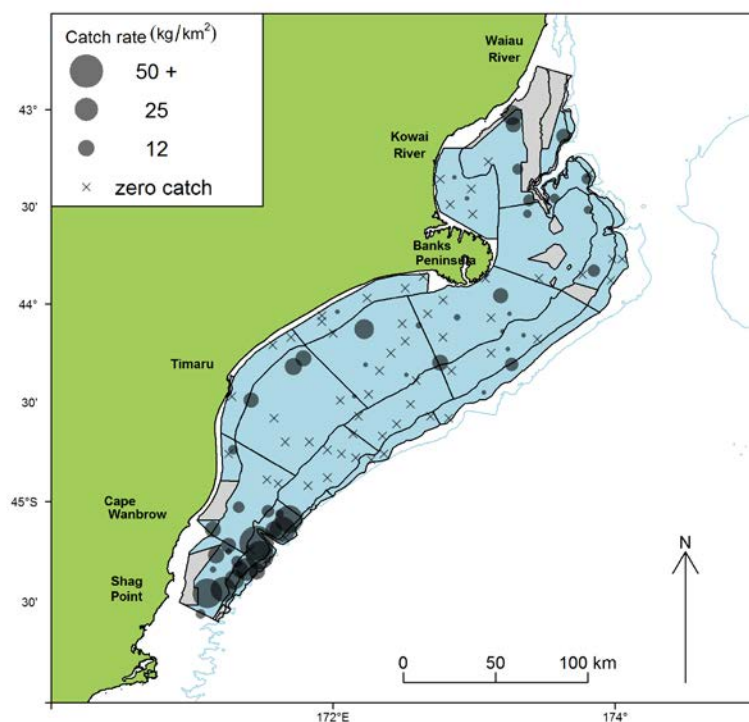 Catch rate (kg/km²)
50 +
25
12
× zero catch
Waiau
River
43°
Kowai
River
30'
Banks
Peninsula
44°
Timaru
30'
45°S
Cape
Wanbrow
Shag
Point
30'
N
0 50 100 km
172°E
174°